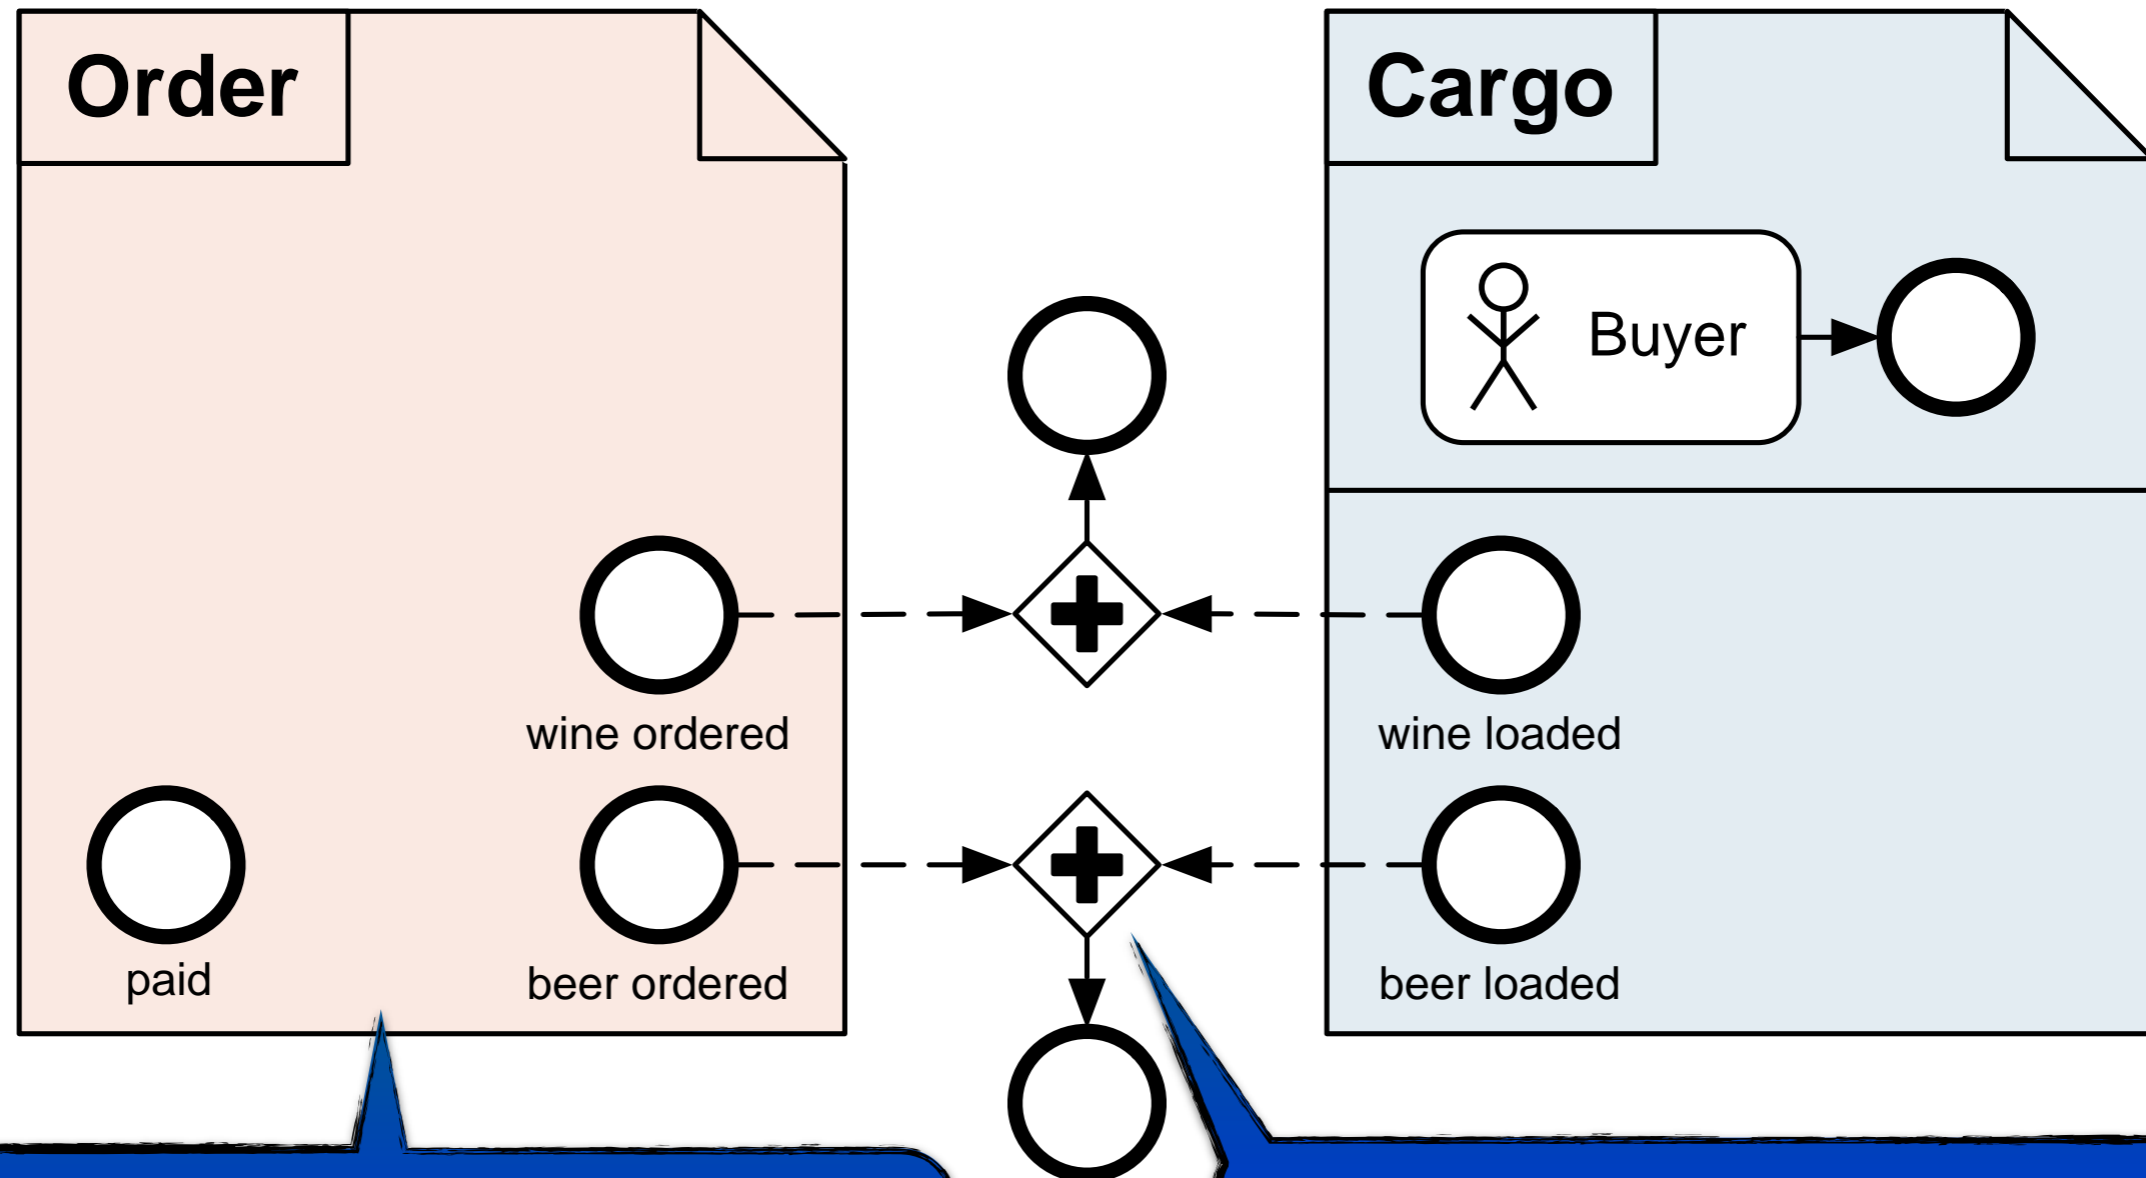 Order
Cargo
Buyer
wine ordered
wine loaded
paid
beer ordered
beer loaded